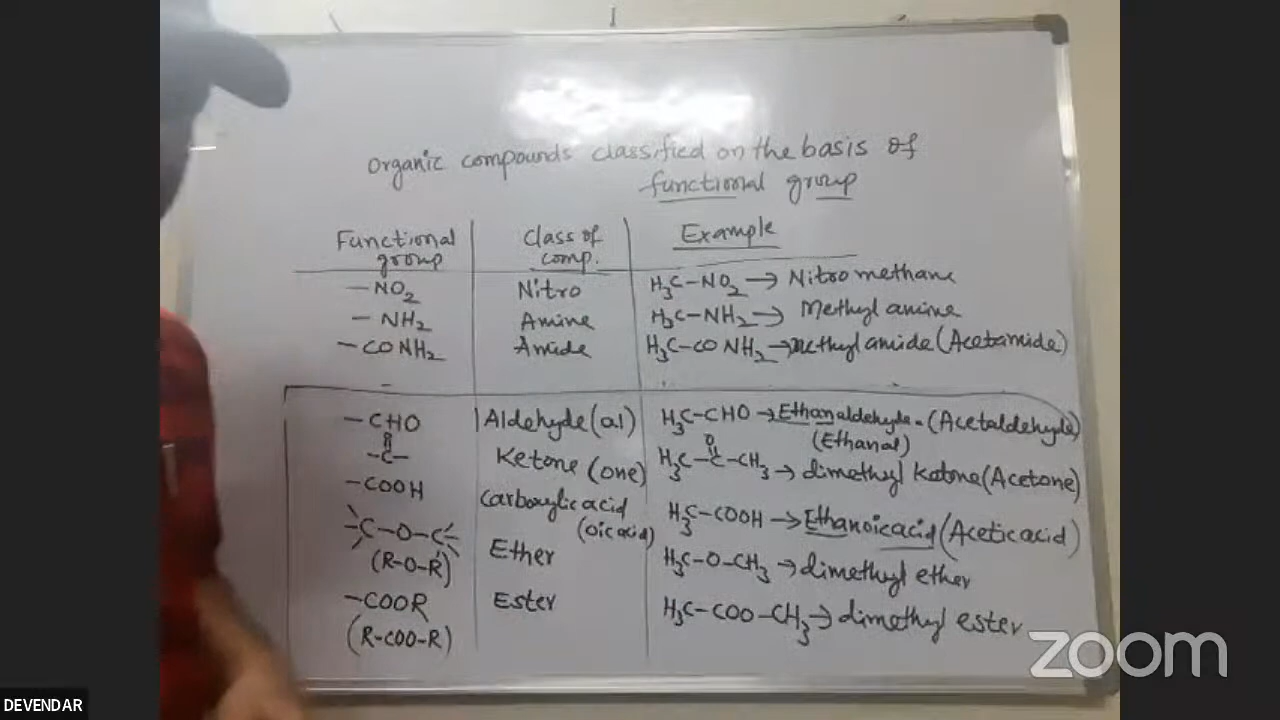 Organic compounds classified on the basis of
functional group
Functional group | Class of comp. | Example
-NO₂ | Nitro | H₃C-NO₂ → Nitro methane
-NH₂ | Amine | H₃C-NH₂ → Methyl amine
-CONH₂ | Amide | H₃C-CONH₂ → methyl amide (Acetamide)
-CHO | Aldehyde (al) | H₃C-CHO → Ethanaldehyde - (Acetaldehyde)
(Ethanal)
O
-C- | Ketone (one) | H₃C-C-CH₃ → dimethyl Ketone (Acetone)
-COOH | Carboxylic acid (oic acid) | H₃C-COOH → Ethanoic acid (Acetic acid)
-C-O-C- | Ether | H₃C-O-CH₃ → dimethyl ether
(R-O-R')
-COOR | Ester | H₃C-COO-CH₃ → dimethyl ester
(R-COO-R)
zoom
DEVENDAR